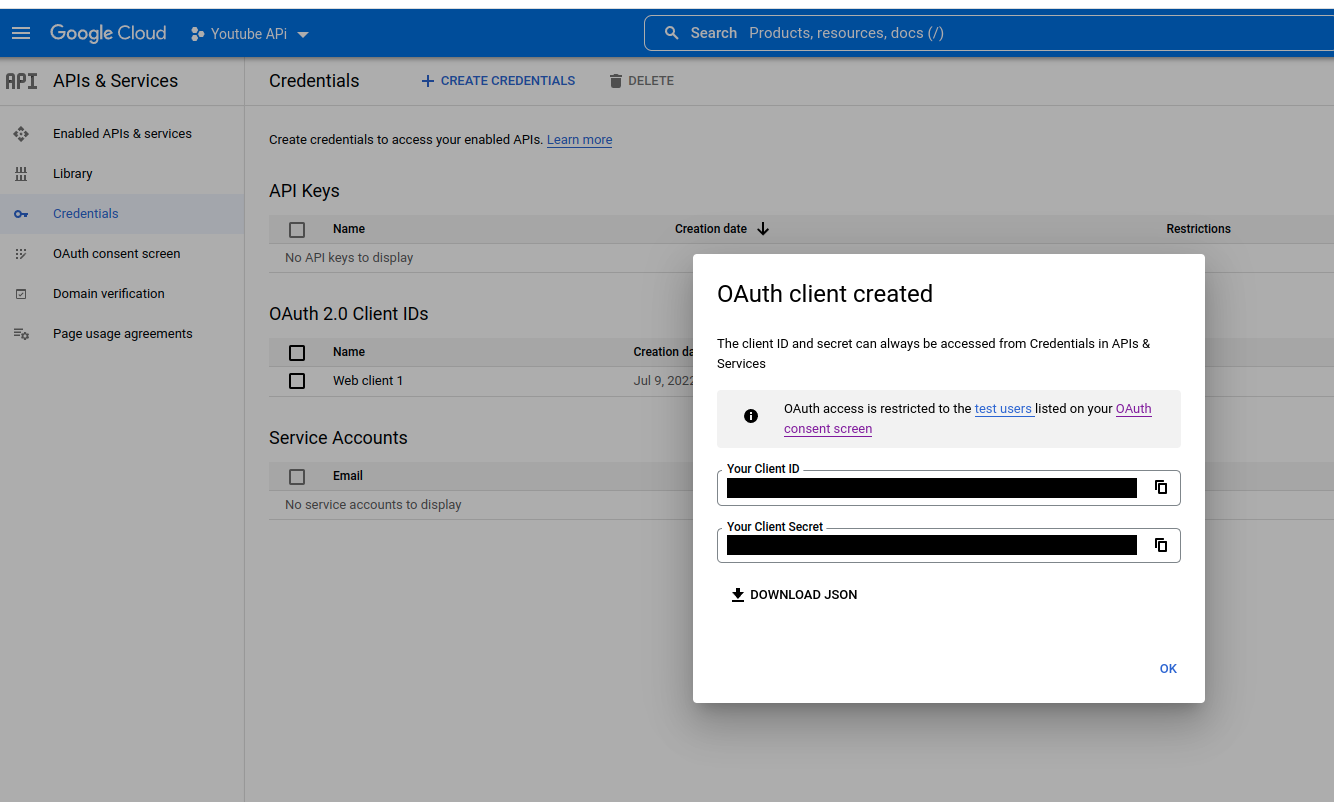 Google Cloud
Youtube APi
Search Products, resources, docs (/)
API APIs & Services
Credentials
CREATE CREDENTIALS
DELETE
Enabled APIs & services
Library
Credentials
OAuth consent screen
Domain verification
Page usage agreements
Create credentials to access your enabled APIs. Learn more
API Keys
Name Creation date Restrictions
No API keys to display
OAuth 2.0 Client IDs
Name Creation da
Web client 1 Jul 9, 2022
Service Accounts
Email
No service accounts to display
OAuth client created
The client ID and secret can always be accessed from Credentials in APIs &
Services
OAuth access is restricted to the test users listed on your OAuth
consent screen
Your Client ID
Your Client Secret
DOWNLOAD JSON
OK